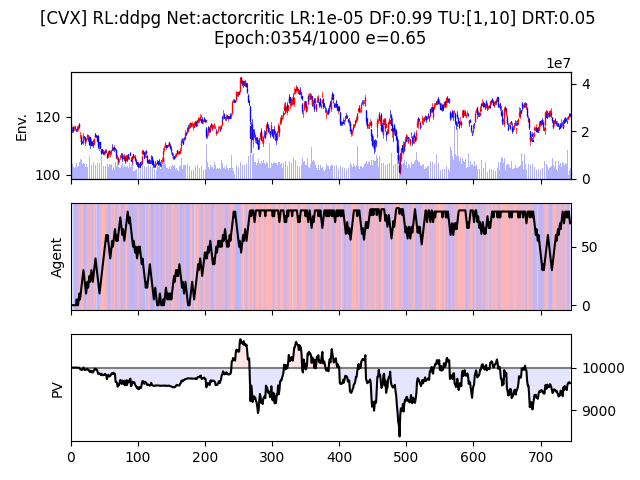 [CVX] RL:ddpg Net:actorcritic LR:1e-05 DF:0.99 TU:[1,10] DRT:0.05
Epoch:0354/1000 e=0.65
1e7
Env.
120
100
4
2
0
Agent
50
0
PV
10000
9000
0 100 200 300 400 500 600 700